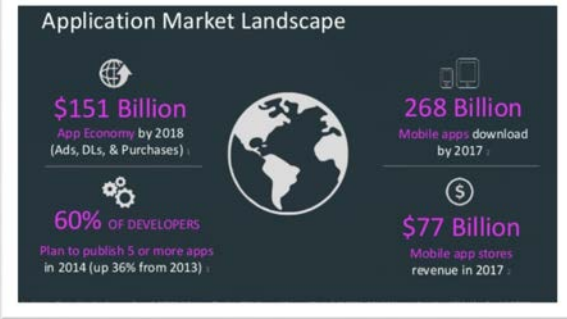 Application Market Landscape
$151 Billion
App Economy by 2018
(Ads, DLs, & Purchases)
60% OF DEVELOPERS
Plan to publish 5 or more apps
in 2014 (up 36% from 2013)
268 Billion
Mobile apps download
by 2017
$77 Billion
Mobile app stores
revenue in 2017